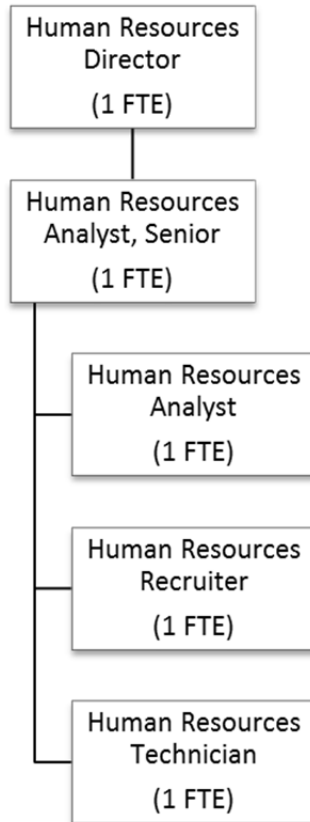 Human Resources
Director
(1 FTE)
Human Resources
Analyst, Senior
(1 FTE)
Human Resources
Analyst
(1 FTE)
Human Resources
Recruiter
(1 FTE)
Human Resources
Technician
(1 FTE)